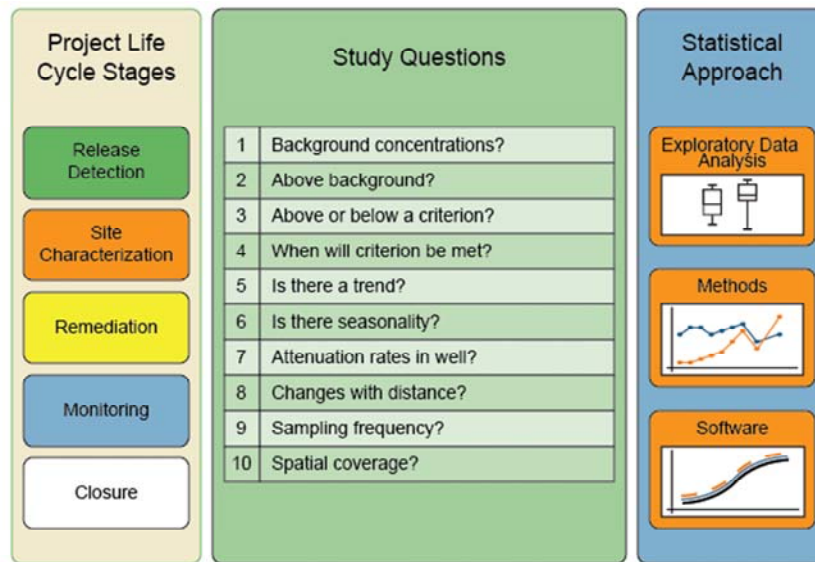 Project Life
Cycle Stages
Release
Detection
Site
Characterization
Remediation
Monitoring
Closure
Study Questions
1 Background concentrations?
2 Above background?
3 Above or below a criterion?
4 When will criterion be met?
5 Is there a trend?
6 Is there seasonality?
7 Attenuation rates in well?
8 Changes with distance?
9 Sampling frequency?
10 Spatial coverage?
Statistical
Approach
Exploratory Data
Analysis
Methods
Software